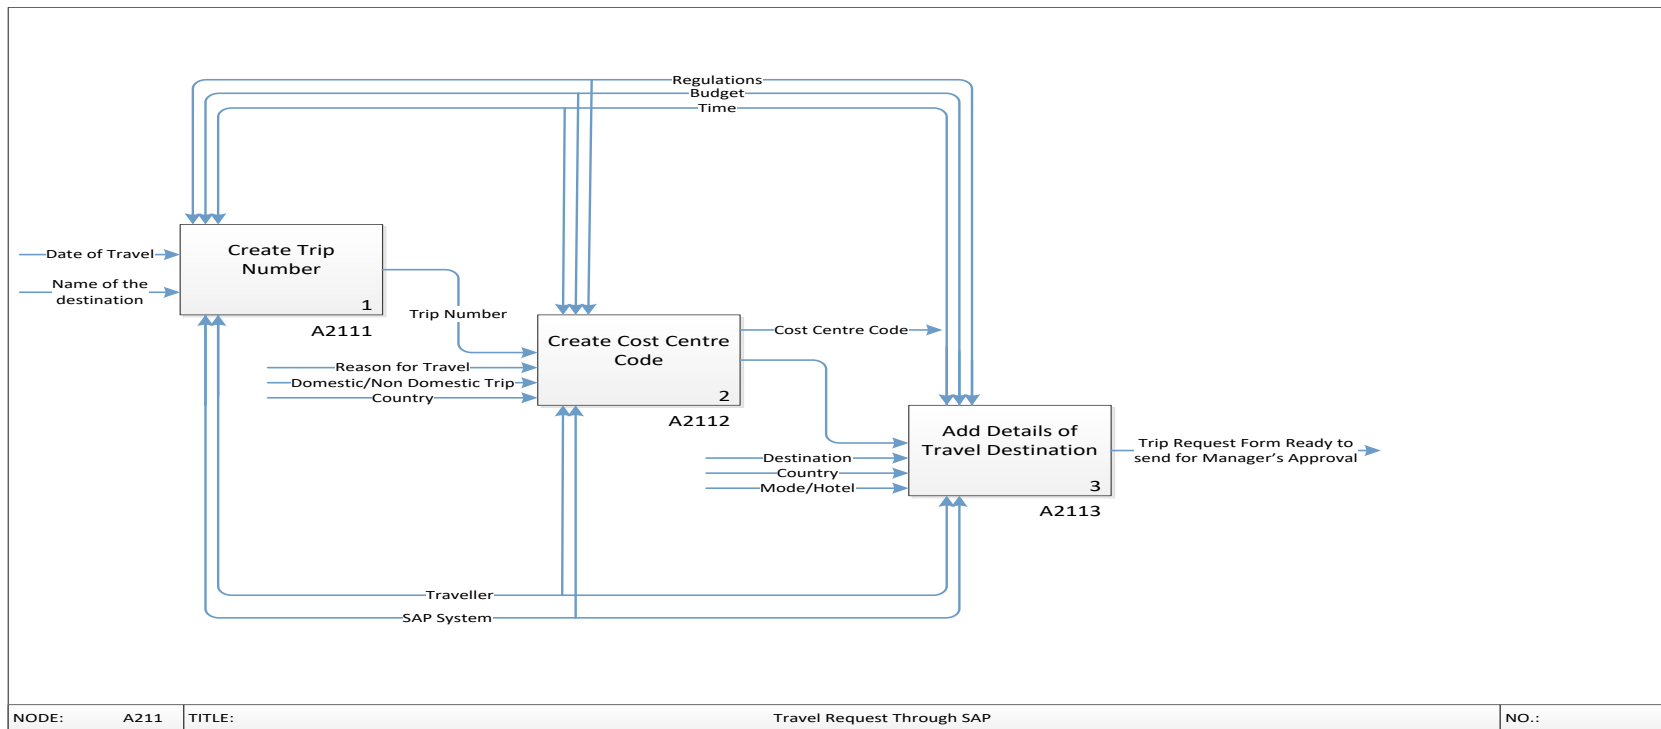 Regulations
Budget
Time
Date of Travel
Name of the
destination
Create Trip
Number
1
A2111
Trip Number
Reason for Travel
Domestic/Non Domestic Trip
Country
Create Cost Centre
Code
2
A2112
Cost Centre Code
Destination
Country
Mode/Hotel
Add Details of
Travel Destination
3
A2113
Trip Request Form Ready to
send for Manager’s Approval
Traveller
SAP System
NODE: A211 TITLE: Travel Request Through SAP NO.: